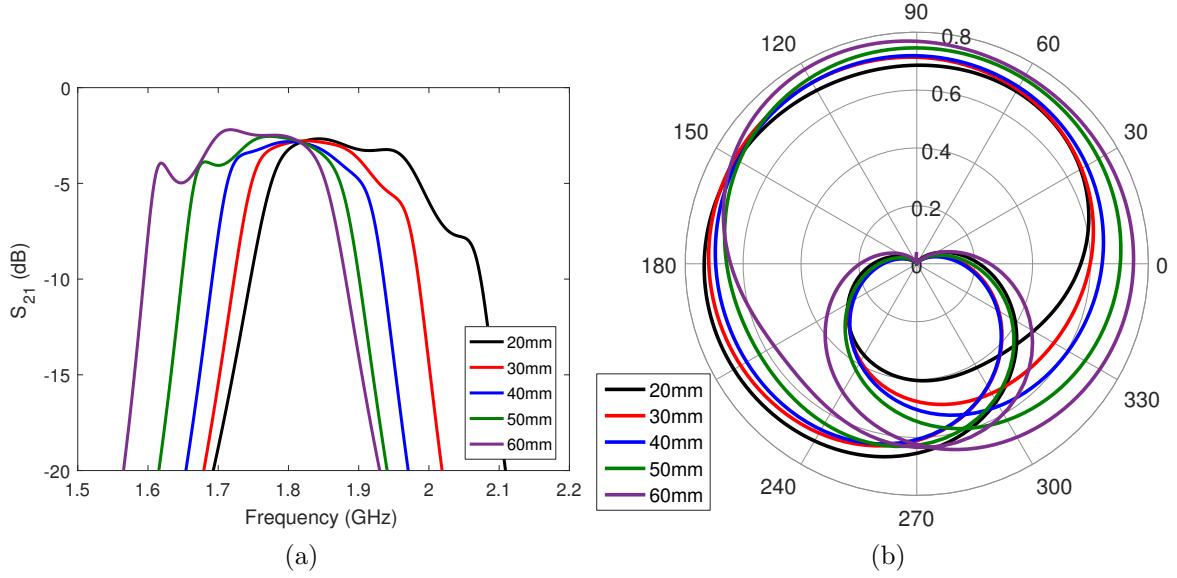 0
-5
-10
-15
-20
S21 (dB)
1.5 1.6 1.7 1.8 1.9 2 2.1 2.2
Frequency (GHz)
20mm
30mm
40mm
50mm
60mm
(a)
90
120 60
150 30
180 0
330
240 300
270
0.8
0.6
0.4
0.2
0
20mm
30mm
40mm
50mm
60mm
(b)